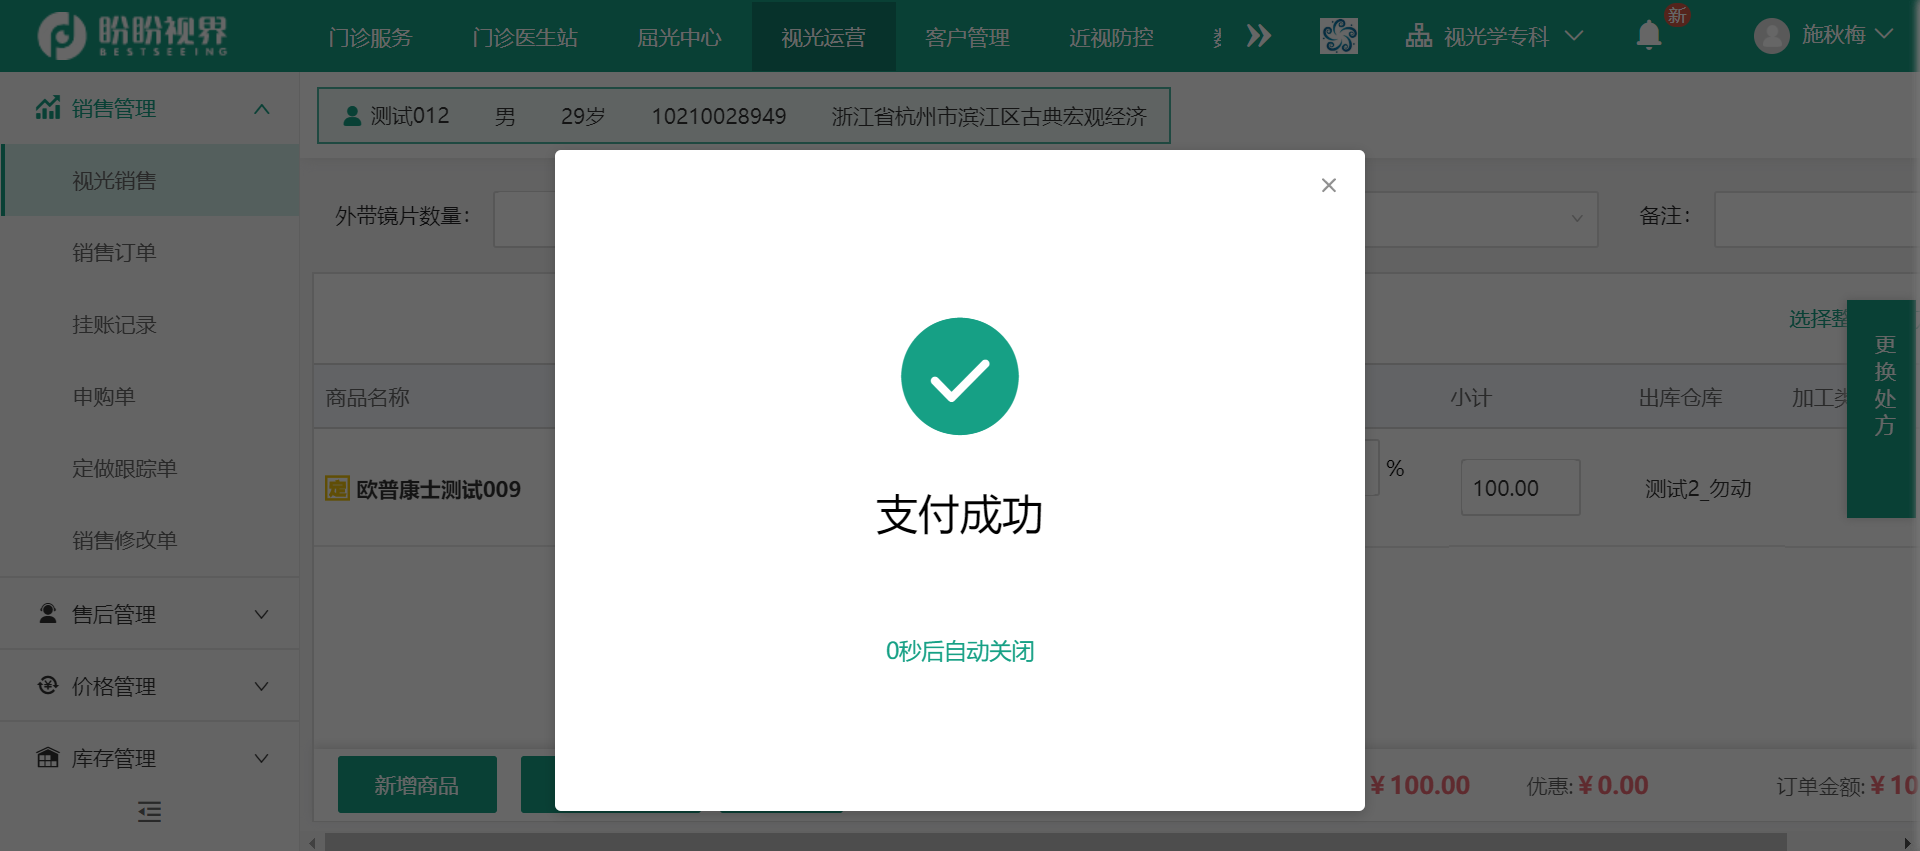 盼盼视界
BESTSEEING
门诊服务 门诊医生站 屈光中心 视光运营 客户管理 近视防控
视光学专科
新
施秋梅
销售管理
视光销售
销售订单
挂账记录
申购单
定做跟踪单
销售修改单
售后管理
价格管理
库存管理
测试012 男 29岁 10210028949 浙江省杭州市滨江区古典宏观经济
外带镜片数量: 备注:
选择整
商品名称 小计 出库仓库 加工类
定 欧普康士测试009 % 100.00 测试2_勿动
更换处方
支付成功
0秒后自动关闭
新增商品 ¥100.00 优惠: ¥0.00 订单金额: ¥10